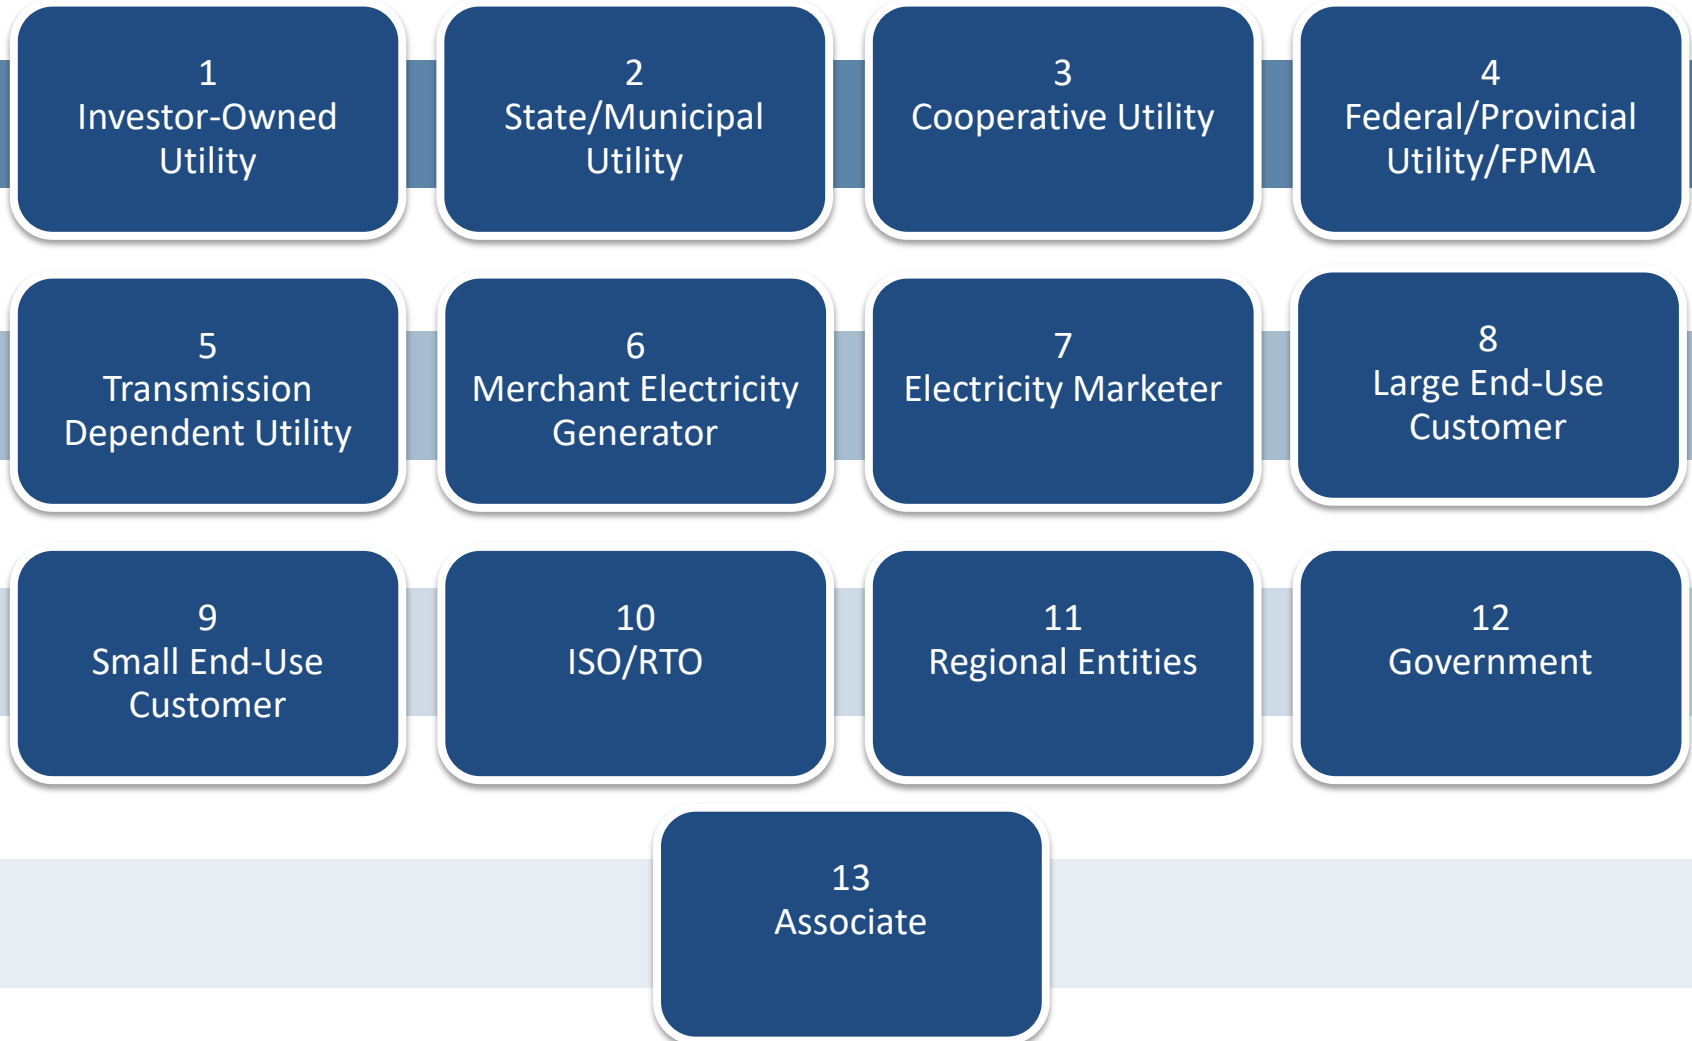 1
Investor-Owned
Utility
2
State/Municipal
Utility
3
Cooperative Utility
4
Federal/Provincial
Utility/FPMA
5
Transmission
Dependent Utility
6
Merchant Electricity
Generator
7
Electricity Marketer
8
Large End-Use
Customer
9
Small End-Use
Customer
10
ISO/RTO
11
Regional Entities
12
Government
13
Associate